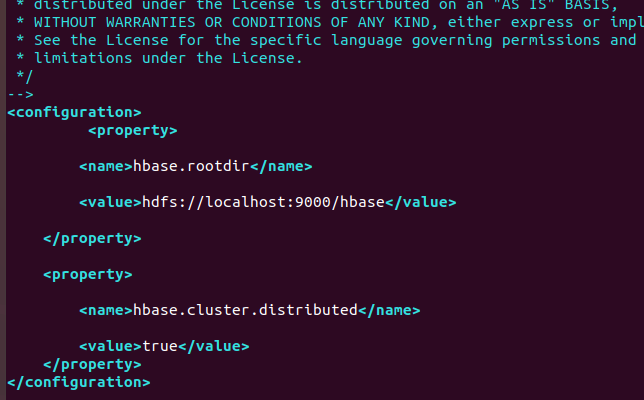 * distributed under the License is distributed on an "AS IS" BASIS,
 * WITHOUT WARRANTIES OR CONDITIONS OF ANY KIND, either express or impl
 * See the License for the specific language governing permissions and
 * limitations under the License.
 */
-->
<configuration>
         <property>
        <name>hbase.rootdir</name>
        <value>hdfs://localhost:9000/hbase</value>
    </property>
    <property>
        <name>hbase.cluster.distributed</name>
        <value>true</value>
    </property>
</configuration>